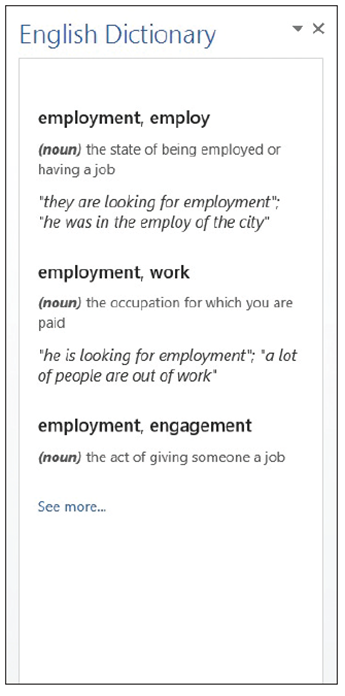 English Dictionary
employment, employ
(noun) the state of being employed or
having a job
"they are looking for employment";
"he was in the employ of the city"
employment, work
(noun) the occupation for which you are
paid
"he is looking for employment"; "a lot
of people are out of work"
employment, engagement
(noun) the act of giving someone a job
See more...